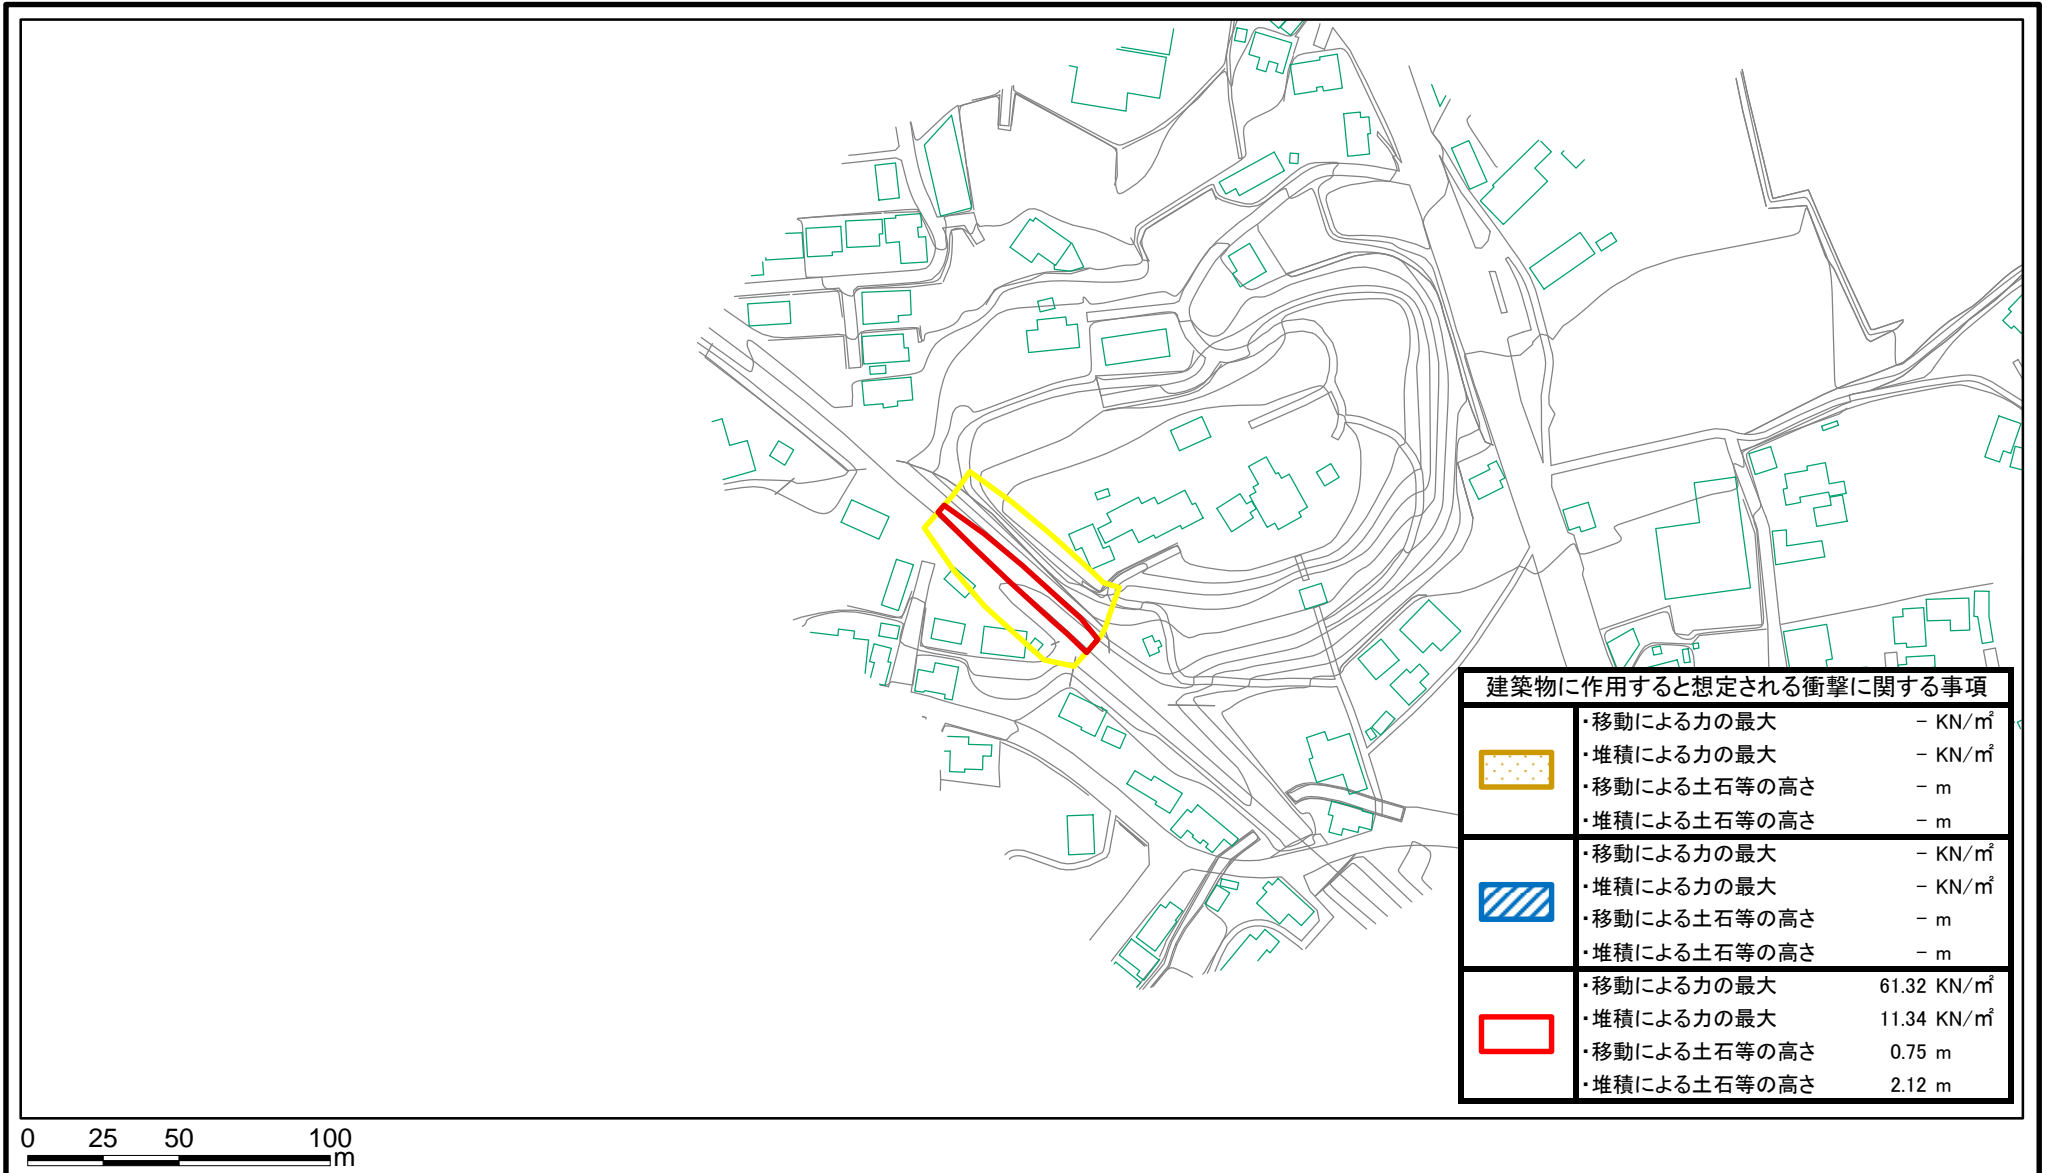 建築物に作用すると想定される衝撃に関する事項
・移動による力の最大 － KN/㎡
・堆積による力の最大 － KN/㎡
・移動による土石等の高さ － m
・堆積による土石等の高さ － m
・移動による力の最大 － KN/㎡
・堆積による力の最大 － KN/㎡
・移動による土石等の高さ － m
・堆積による土石等の高さ － m
・移動による力の最大 61.32 KN/㎡
・堆積による力の最大 11.34 KN/㎡
・移動による土石等の高さ 0.75 m
・堆積による土石等の高さ 2.12 m
0 25 50 100
m